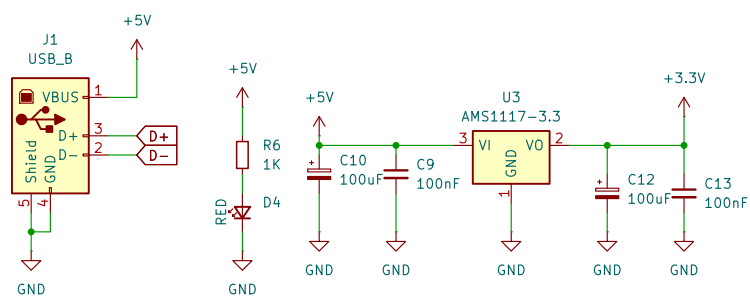 J1
USB_B
+5V
VBUS
1
D+
3
D+
D-
2
D-
Shield
GND
5
4
GND
+5V
R6
1K
RED
D4
GND
+5V
C10
100uF
GND
C9
100nF
GND
U3
AMS1117-3.3
3
VI
VO
2
GND
1
GND
+3.3V
C12
100uF
GND
C13
100nF
GND